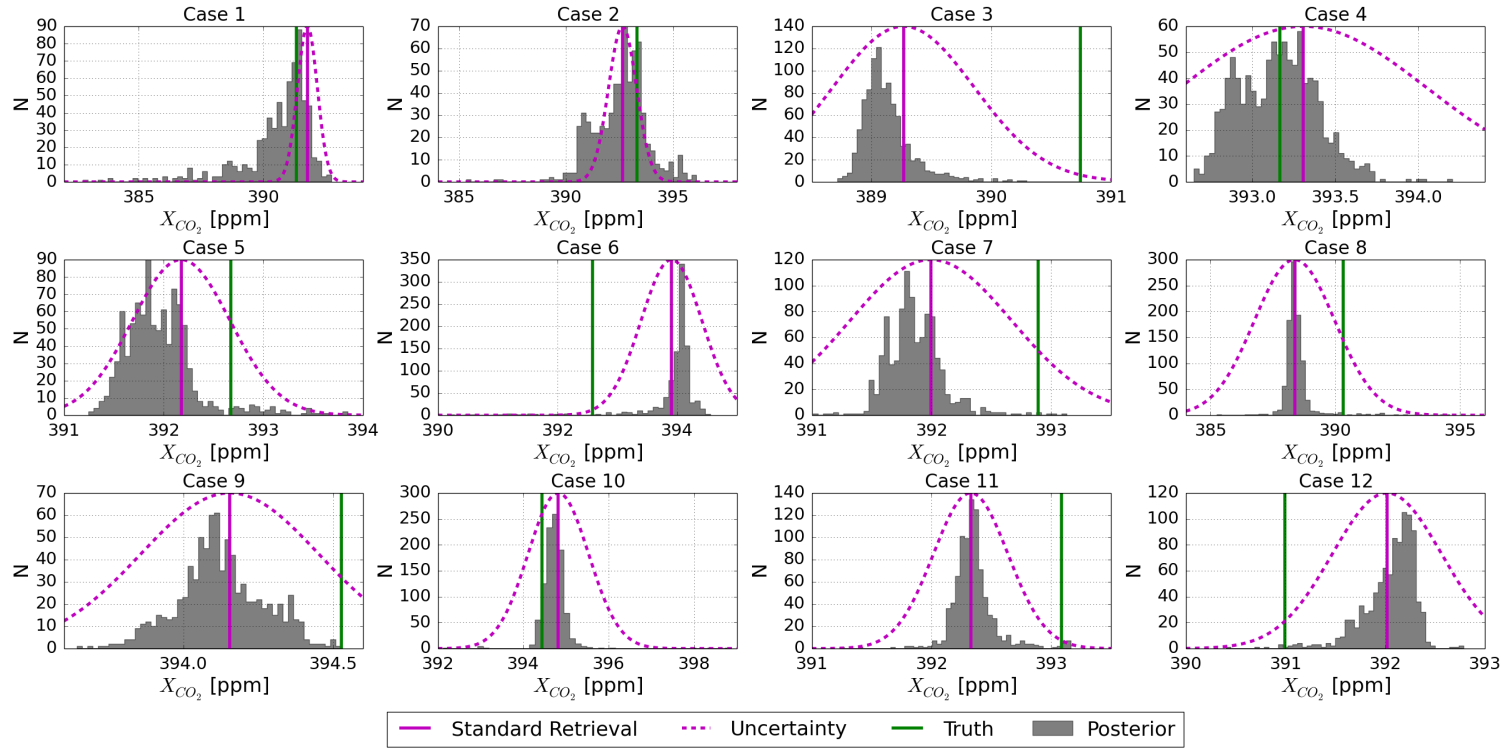 Case 1 Case 2 Case 3 Case 4
90 80 70 60 50 40 30 20 10 0
N
385 390
X_{CO_2} [ppm]
70 60 50 40 30 20 10 0
N
385 390 395
X_{CO_2} [ppm]
140 120 100 80 60 40 20 0
N
389 390 391
X_{CO_2} [ppm]
60 50 40 30 20 10 0
N
393.0 393.5 394.0
X_{CO_2} [ppm]
Case 5 Case 6 Case 7 Case 8
90 80 70 60 50 40 30 20 10 0
N
391 392 393 394
X_{CO_2} [ppm]
350 300 250 200 150 100 50 0
N
390 392 394
X_{CO_2} [ppm]
120 100 80 60 40 20 0
N
391 392 393
X_{CO_2} [ppm]
300 250 200 150 100 50 0
N
385 390 395
X_{CO_2} [ppm]
Case 9 Case 10 Case 11 Case 12
70 60 50 40 30 20 10 0
N
394.0 394.5
X_{CO_2} [ppm]
300 250 200 150 100 50 0
N
392 394 396 398
X_{CO_2} [ppm]
140 120 100 80 60 40 20 0
N
391 392 393
X_{CO_2} [ppm]
120 100 80 60 40 20 0
N
390 391 392 393
X_{CO_2} [ppm]
Standard Retrieval Uncertainty Truth Posterior